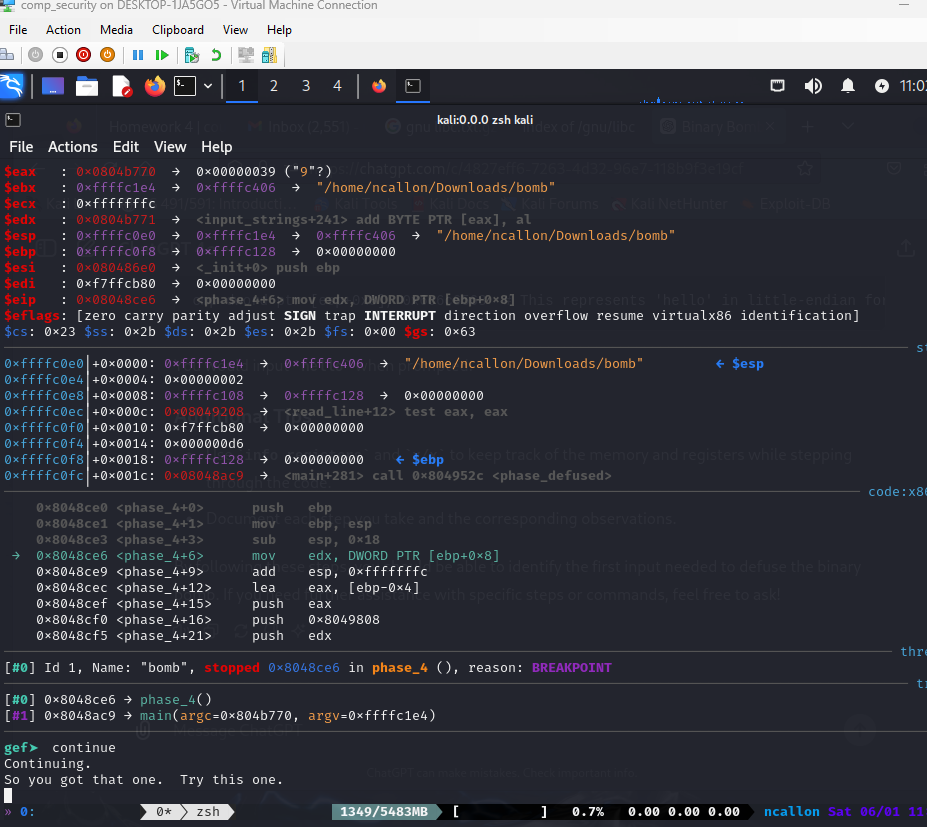 comp_security on DESKTOP-1JA5GO5 - Virtual Machine Connection
File Action Media Clipboard View Help
1 2 3 4 11:0
kali:0.0.0 zsh kali
File Actions Edit View Help
$eax : 0×0804b770 → 0×00000039 ("9"?)
$ebx : 0×ffffc1e4 → 0×ffffc406 → "/home/ncallon/Downloads/bomb"
$ecx : 0×fffffffc
$edx : 0×0804b771 → <input_strings+241> add BYTE PTR [eax], al
$esp : 0×ffffc0e0 → 0×ffffc1e4 → 0×ffffc406 → "/home/ncallon/Downloads/bomb"
$ebp : 0×ffffc0f8 → 0×ffffc128 → 0×00000000
$esi : 0×080486e0 → <_init+0> push ebp
$edi : 0×f7ffcb80 → 0×00000000
$eip : 0×08048ce6 → <phase_4+6> mov edx, DWORD PTR [ebp+0×8] This represents 'hello' in little-endian fo
$eflags: [zero carry parity adjust SIGN trap INTERRUPT direction overflow resume virtualx86 identification]
$cs: 0×23 $ss: 0×2b $ds: 0×2b $es: 0×2b $fs: 0×00 $gs: 0×63
st
0×ffffc0e0│+0×0000: 0×ffffc1e4 → 0×ffffc406 → "/home/ncallon/Downloads/bomb" ← $esp
0×ffffc0e4│+0×0004: 0×00000002
0×ffffc0e8│+0×0008: 0×ffffc108 → 0×ffffc128 → 0×00000000
0×ffffc0ec│+0×000c: 0×08049208 → <read_line+12> test eax, eax
0×ffffc0f0│+0×0010: 0×f7ffcb80 → 0×00000000
0×ffffc0f4│+0×0014: 0×000000d6
0×ffffc0f8│+0×0018: 0×ffffc128 → 0×00000000 ← $ebp
0×ffffc0fc│+0×001c: 0×08048ac9 → <main+281> call 0×804952c <phase_defused>
code:x86
0×8048ce0 <phase_4+0> push ebp
0×8048ce1 <phase_4+1> mov ebp, esp
0×8048ce3 <phase_4+3> sub esp, 0×18
→ 0×8048ce6 <phase_4+6> mov edx, DWORD PTR [ebp+0×8]
0×8048ce9 <phase_4+9> add esp, 0×fffffffc
0×8048cec <phase_4+12> lea eax, [ebp-0×4]
0×8048cef <phase_4+15> push eax
0×8048cf0 <phase_4+16> push 0×8049808
0×8048cf5 <phase_4+21> push edx
thre
[#0] Id 1, Name: "bomb", stopped 0×8048ce6 in phase_4 (), reason: BREAKPOINT
[#0] 0×8048ce6 → phase_4()
[#1] 0×8048ac9 → main(argc=0×804b770, argv=0×ffffc1e4)
gef➤ continue
Continuing.
So you got that one. Try this one.
» 0: 0* zsh 1349/5483MB [ ] 0.7% 0.00 0.00 0.00 ncallon Sat 06/01 11